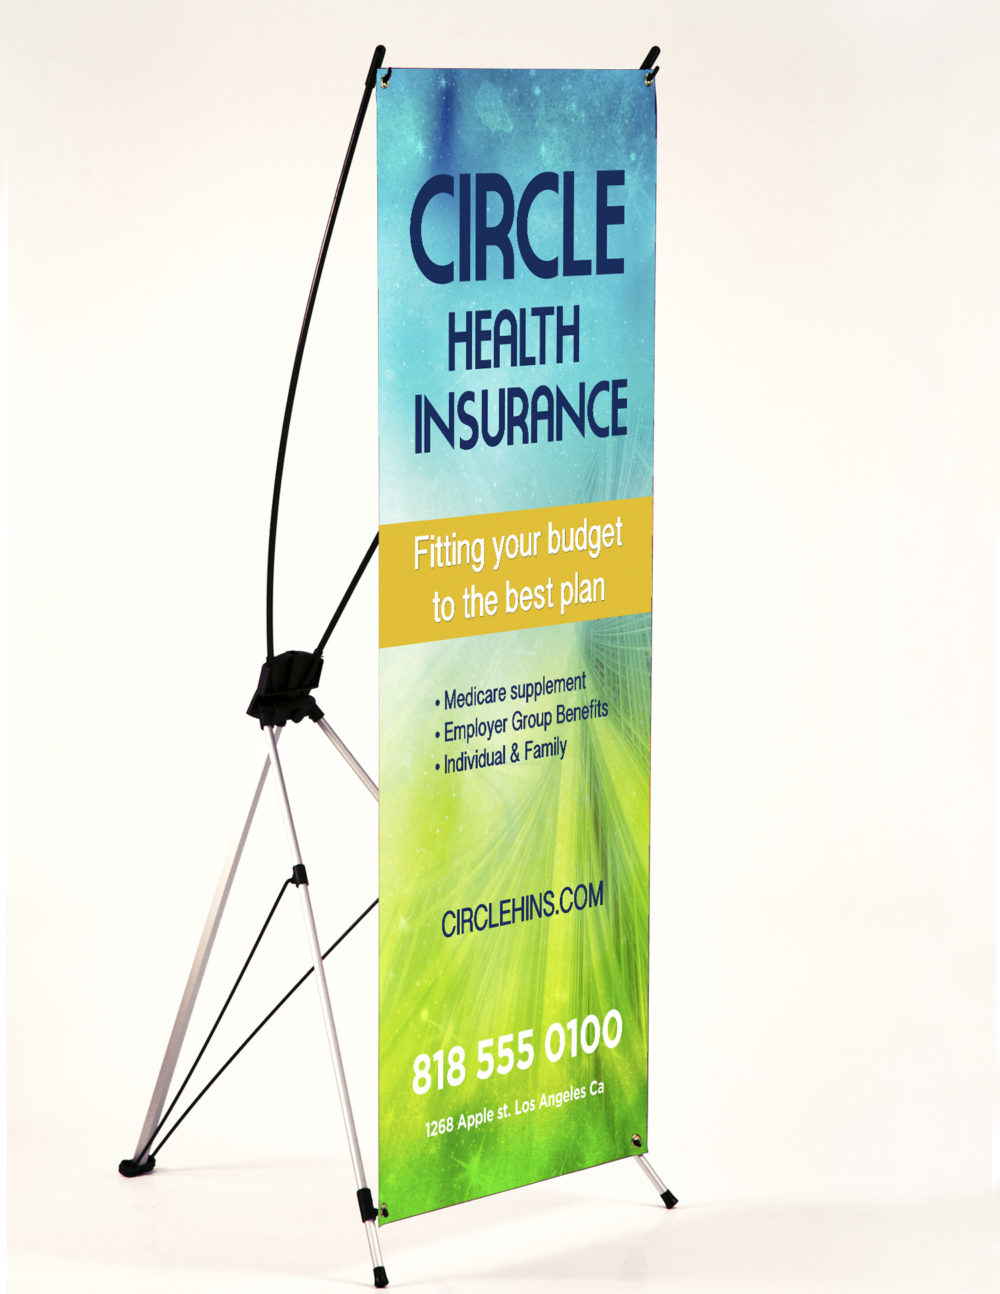 CIRCLE
HEALTH
INSURANCE
Fitting your budget
to the best plan
• Medicare supplement
• Employer Group Benefits
• Individual & Family
CIRCLEHINS.COM
818 555 0100
1268 Apple st. Los Angeles Ca